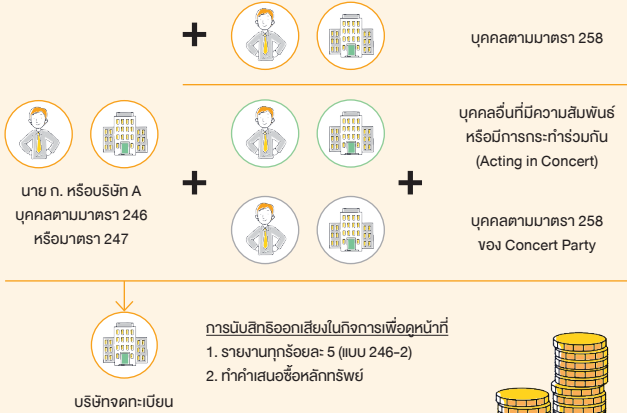 บุคคลตามมาตรา 258
บุคคลอื่นที่มีความสัมพันธ์
หรือมีการกระทำร่วมกัน
(Acting in Concert)
นาย ก. หรือบริษัท A
บุคคลตามมาตรา 246
หรือมาตรา 247
บุคคลตามมาตรา 258
ของ Concert Party
การนับสิทธิออกเสียงในกิจการเพื่อดูหน้าที่
1. รายงานทุกร้อยละ 5 (แบบ 246-2)
2. ทำคำเสนอซื้อหลักทรัพย์
บริษัทจดทะเบียน